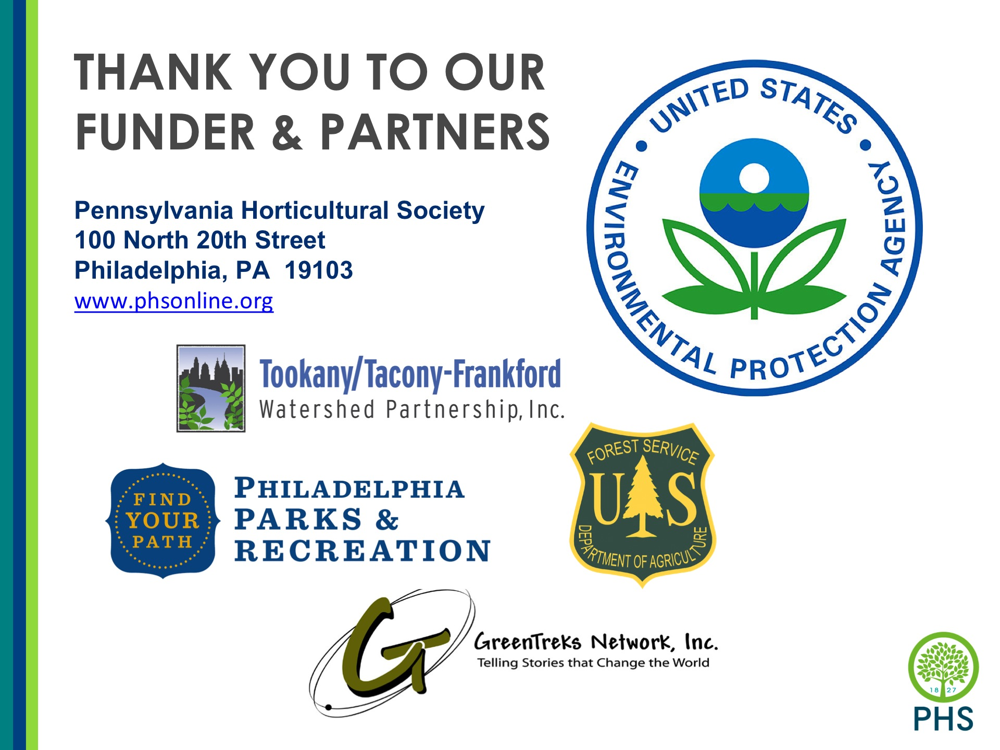 THANK YOU TO OUR
FUNDER & PARTNERS
Pennsylvania Horticultural Society
100 North 20th Street
Philadelphia, PA  19103
www.phsonline.org
• UNITED STATES •
ENVIRONMENTAL PROTECTION AGENCY
Tookany/Tacony-Frankford
Watershed Partnership, Inc.
FOREST SERVICE
U S
DEPARTMENT OF AGRICULTURE
FIND
YOUR
PATH
PHILADELPHIA
PARKS &
RECREATION
GT
GreenTreks Network, Inc.
Telling Stories that Change the World
18 27
PHS